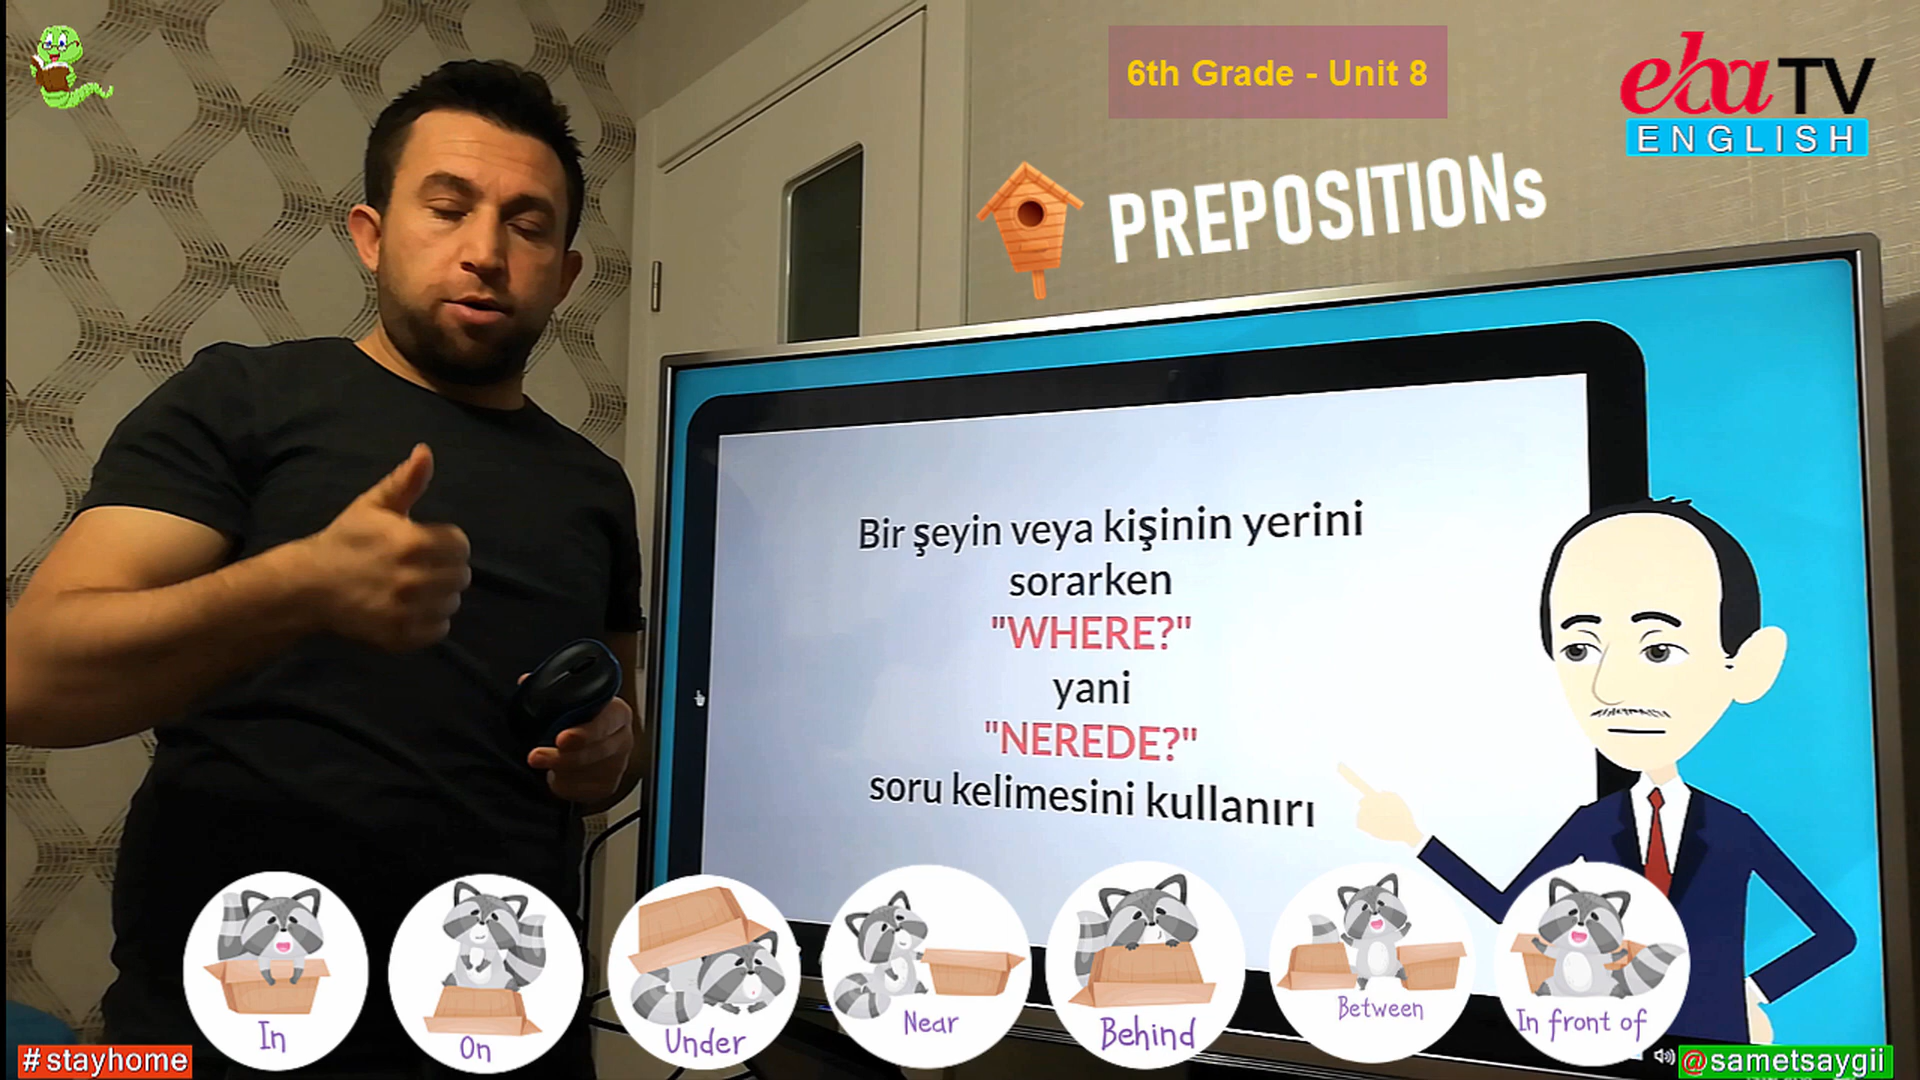 6th Grade - Unit 8
eba TV
ENGLISH
PREPOSITIONs
Bir şeyin veya kişinin yerini
sorarken
"WHERE?"
yani
"NEREDE?"
soru kelimesini kullanırı
In
On
Under
Near
Behind
Between
In front of
# stayhome
@sametsaygii